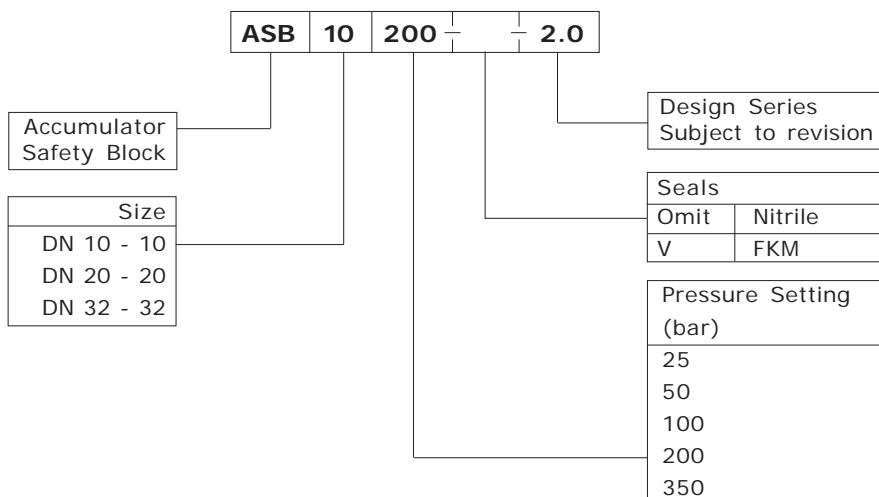 ASB 10 200 - - 2.0
Accumulator
Safety Block
Size
DN 10 - 10
DN 20 - 20
DN 32 - 32
Design Series
Subject to revision
Seals
Omit Nitrile
V FKM
Pressure Setting
(bar)
25
50
100
200
350